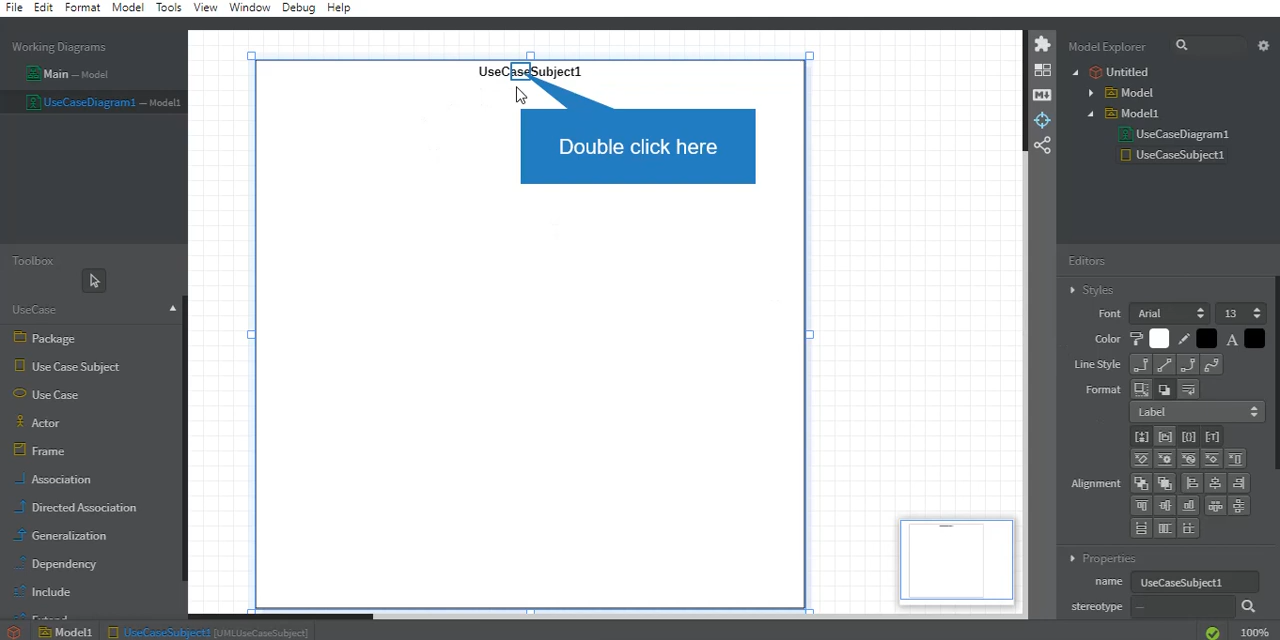 File Edit Format Model Tools View Window Debug Help
Working Diagrams
Main — Model
UseCaseDiagram1 — Model1
Toolbox
UseCase
Package
Use Case Subject
Use Case
Actor
Frame
Association
Directed Association
Generalization
Dependency
Include
Extend
UseCaseSubject1
Double click here
Model Explorer
Untitled
Model
Model1
UseCaseDiagram1
UseCaseSubject1
Editors
Styles
Font Arial 13
Color A
Line Style
Format
Label
Alignment
Properties
name UseCaseSubject1
stereotype —
Model1 UseCaseSubject1 [UMLUseCaseSubject] 100%